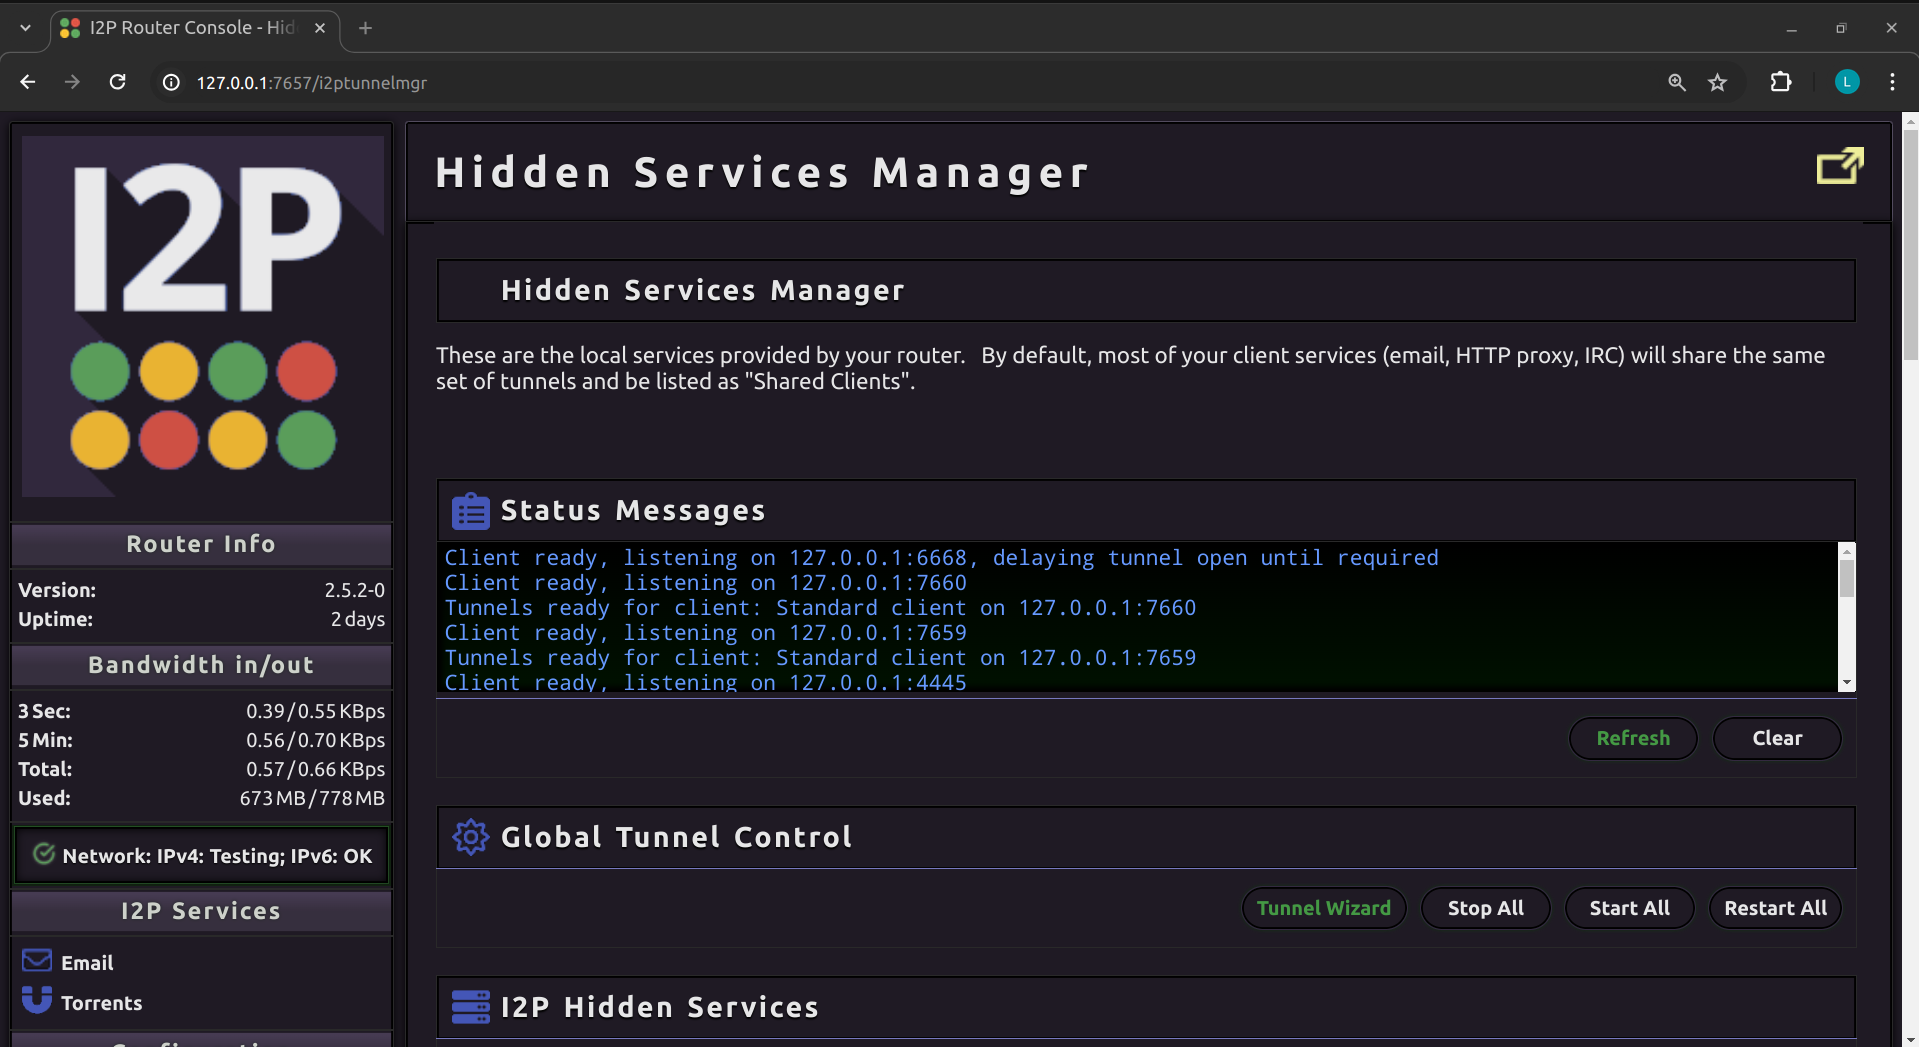 I2P Router Console - Hid
127.0.0.1:7657/i2ptunnelmgr
L
I2P
Router Info
Version: 2.5.2-0
Uptime: 2 days
Bandwidth in/out
3 Sec: 0.39 / 0.55 KBps
5 Min: 0.56 / 0.70 KBps
Total: 0.57 / 0.66 KBps
Used: 673 MB / 778 MB
Network: IPv4: Testing; IPv6: OK
I2P Services
Email
Torrents
Hidden Services Manager
Hidden Services Manager
These are the local services provided by your router. By default, most of your client services (email, HTTP proxy, IRC) will share the same
set of tunnels and be listed as "Shared Clients".
Status Messages
Client ready, listening on 127.0.0.1:6668, delaying tunnel open until required
Client ready, listening on 127.0.0.1:7660
Tunnels ready for client: Standard client on 127.0.0.1:7660
Client ready, listening on 127.0.0.1:7659
Tunnels ready for client: Standard client on 127.0.0.1:7659
Client ready, listening on 127.0.0.1:4445
Refresh Clear
Global Tunnel Control
Tunnel Wizard Stop All Start All Restart All
I2P Hidden Services